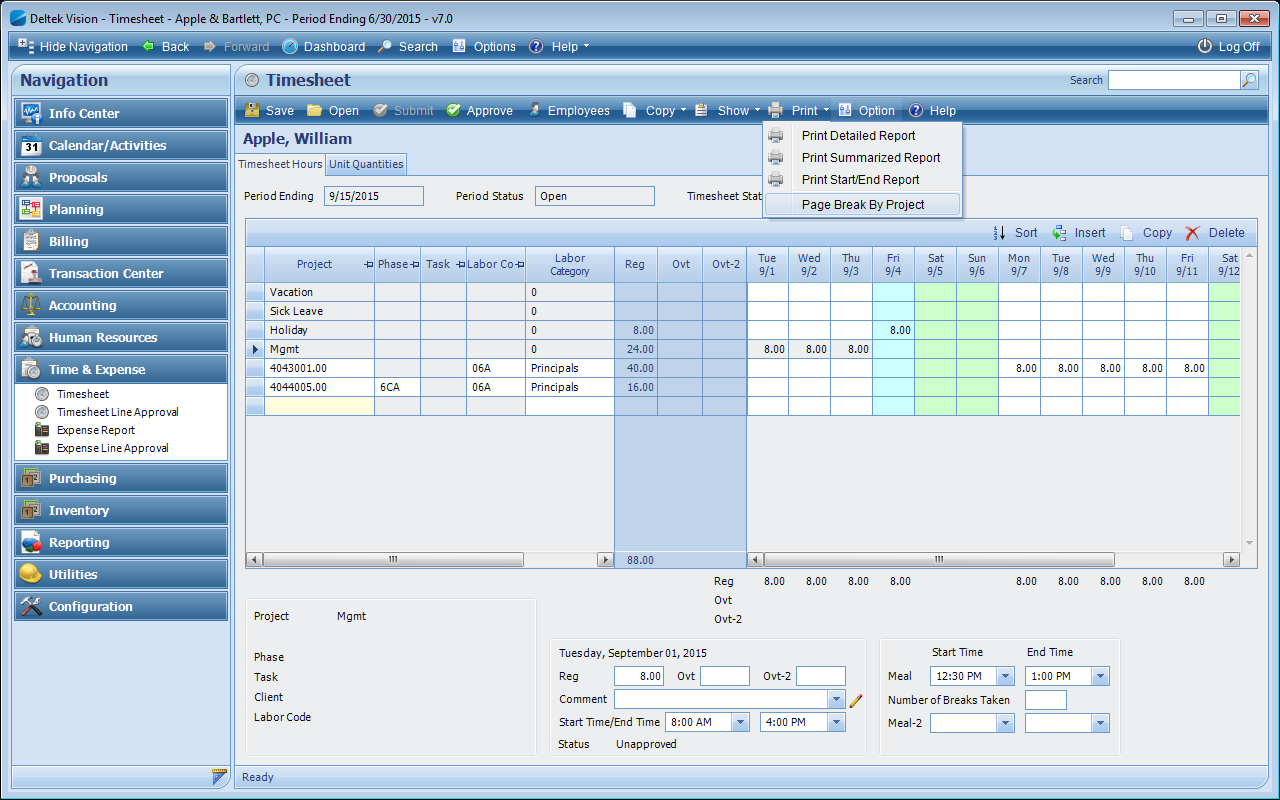 Deltek Vision - Timesheet - Apple & Bartlett, PC - Period Ending 6/30/2015 - v7.0
Hide Navigation Back Forward Dashboard Search Options Help Log Off
Navigation
Info Center
31 Calendar/Activities
Proposals
Planning
Billing
Transaction Center
Accounting
Human Resources
Time & Expense
Timesheet
Timesheet Line Approval
Expense Report
Expense Line Approval
Purchasing
Inventory
Reporting
Utilities
Configuration
Timesheet Search
Save Open Submit Approve Employees Copy Show Print Option Help
Print Detailed Report
Print Summarized Report
Print Start/End Report
Page Break By Project
Apple, William
Timesheet Hours Unit Quantities
Period Ending 9/15/2015 Period Status Open Timesheet Stat
Sort Insert Copy Delete
Project Phase Task Labor Co Labor Category Reg Ovt Ovt-2 Tue 9/1 Wed 9/2 Thu 9/3 Fri 9/4 Sat 9/5 Sun 9/6 Mon 9/7 Tue 9/8 Wed 9/9 Thu 9/10 Fri 9/11 Sat 9/12
Vacation 0
Sick Leave 0
Holiday 0 8.00 8.00
Mgmt 0 24.00 8.00 8.00 8.00
4043001.00 06A Principals 40.00 8.00 8.00 8.00 8.00 8.00
4044005.00 6CA 06A Principals 16.00
88.00
Reg 8.00 8.00 8.00 8.00 8.00 8.00 8.00 8.00 8.00
Ovt
Ovt-2
Project Mgmt
Phase
Task
Client
Labor Code
Tuesday, September 01, 2015
Reg 8.00 Ovt Ovt-2
Comment
Start Time/End Time 8:00 AM 4:00 PM
Status Unapproved
Start Time End Time
Meal 12:30 PM 1:00 PM
Number of Breaks Taken
Meal-2
Ready